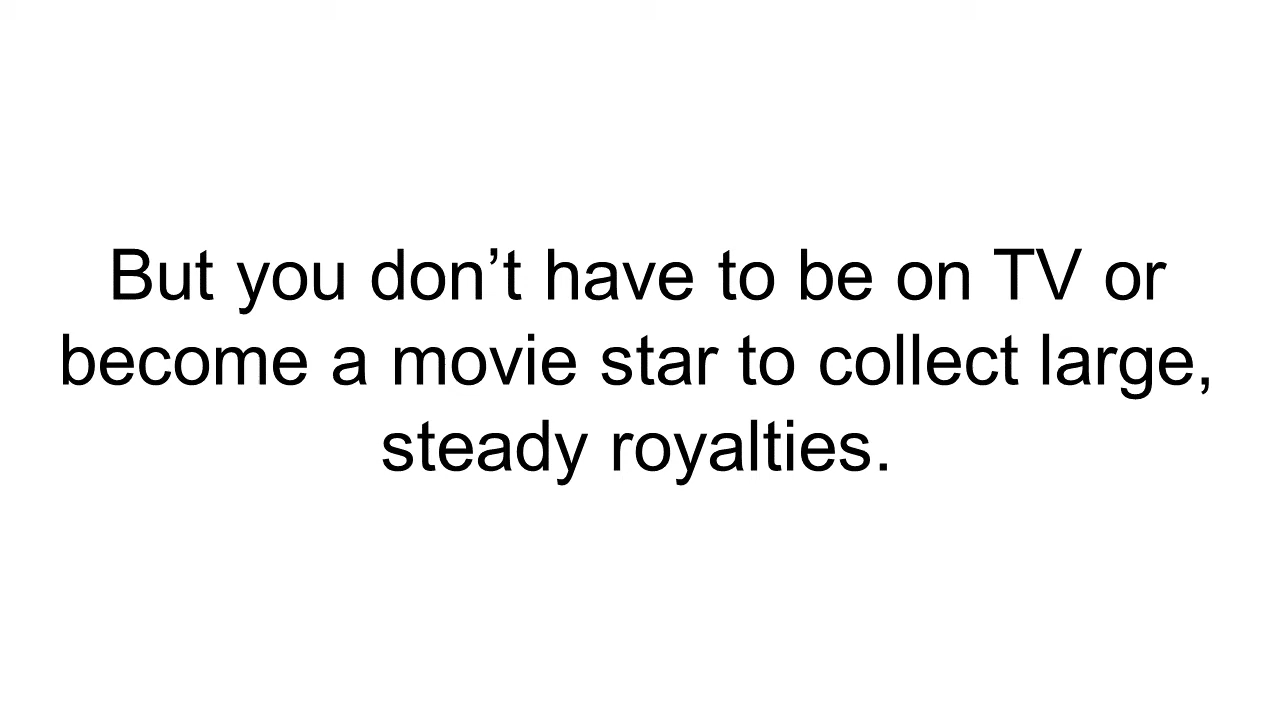 But you don’t have to be on TV or
become a movie star to collect large,
steady royalties.